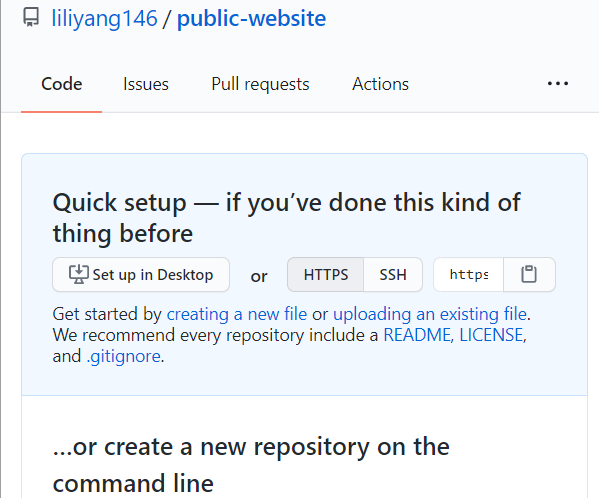 liliyang146 / public-website
Code Issues Pull requests Actions ...
Quick setup — if you’ve done this kind of
thing before
Set up in Desktop or HTTPS SSH https
Get started by creating a new file or uploading an existing file.
We recommend every repository include a README, LICENSE,
and .gitignore.
…or create a new repository on the
command line